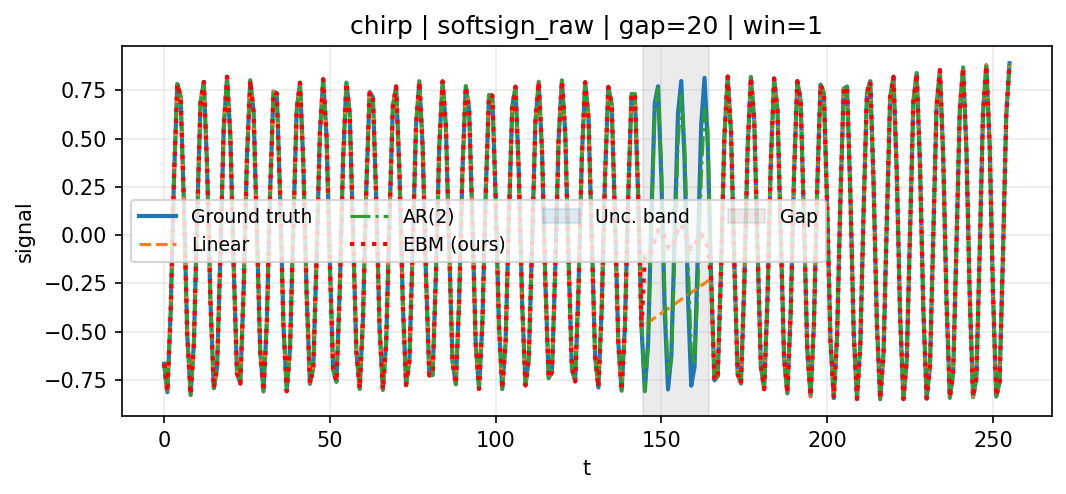 chirp | softsign_raw | gap=20 | win=1
signal
0.75
0.50
0.25
0.00
−0.25
−0.50
−0.75
Ground truth
Linear
AR(2)
EBM (ours)
Unc. band
Gap
0 50 100 150 200 250
t